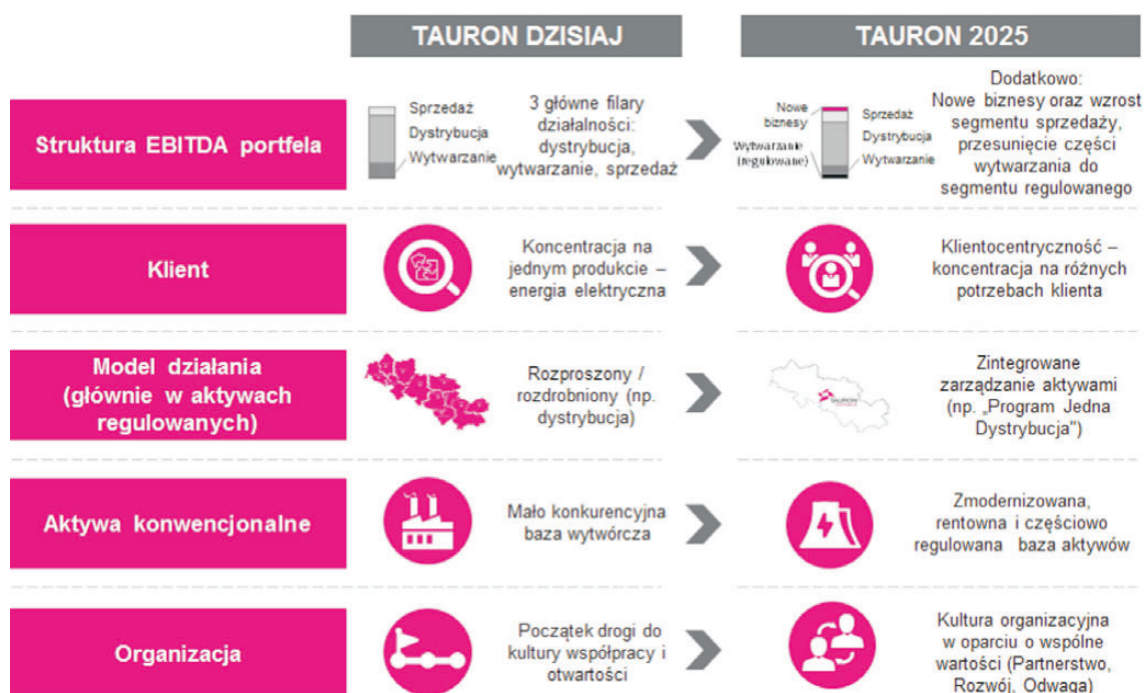 TAURON DZISIAJ
TAURON 2025
Struktura EBITDA portfela
Sprzedaż
Dystrybucja
Wytwarzanie
3 główne filary
działalności:
dystrybucja,
wytwarzanie, sprzedaż
Nowe
biznesy
Wytwarzanie
(regulowane)
Sprzedaż
Dystrybucja
Wytwarzanie
Dodatkowo:
Nowe biznesy oraz wzrost
segmentu sprzedaży,
przesunięcie części
wytwarzania do
segmentu regulowanego
Klient
Koncentracja na
jednym produkcie –
energia elektryczna
Klientocentryczność –
koncentracja na różnych
potrzebach klienta
Model działania
(głównie w aktywach
regulowanych)
Rozproszony /
rozdrobniony (np.
dystrybucja)
TAURON
Zintegrowane
zarządzanie aktywami
(np. „Program Jedna
Dystrybucja")
Aktywa konwencjonalne
Mało konkurencyjna
baza wytwórcza
Zmodernizowana,
rentowna i częściowo
regulowana baza aktywów
Organizacja
Początek drogi do
kultury współpracy i
otwartości
Kultura organizacyjna
w oparciu o wspólne
wartości (Partnerstwo,
Rozwój, Odwaga)